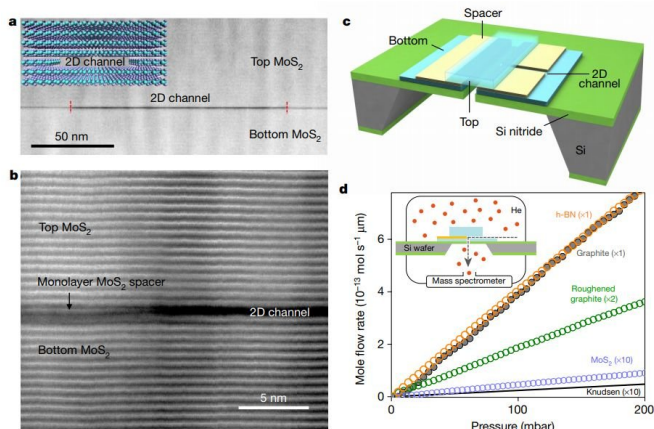 a
2D channel
Top MoS₂
2D channel
50 nm
Bottom MoS₂
b
Top MoS₂
Monolayer MoS₂ spacer
2D channel
Bottom MoS₂
5 nm
c
Spacer
Bottom
2D
channel
Top
Si nitride
Si
d
Mole flow rate (10⁻¹³ mol s⁻¹ μm)
6
4
2
0
He
Si wafer
Mass spectrometer
h-BN (×1)
Graphite (×1)
Roughened
graphite (×2)
MoS₂ (×10)
Knudsen (×10)
0
100
200
Pressure (mbar)